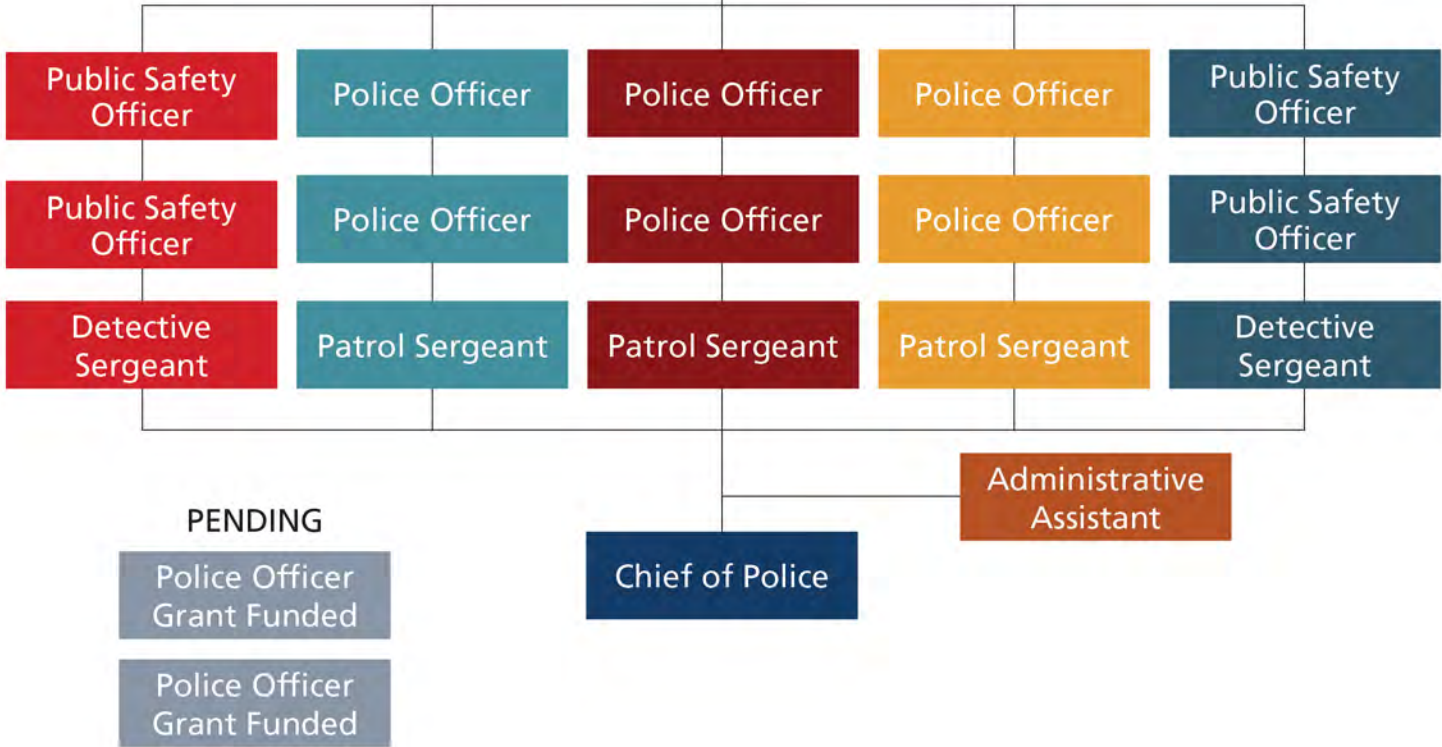 Public Safety
Officer
Police Officer
Police Officer
Police Officer
Public Safety
Officer
Public Safety
Officer
Police Officer
Police Officer
Police Officer
Public Safety
Officer
Detective
Sergeant
Patrol Sergeant
Patrol Sergeant
Patrol Sergeant
Detective
Sergeant
Administrative
Assistant
PENDING
Chief of Police
Police Officer
Grant Funded
Police Officer
Grant Funded